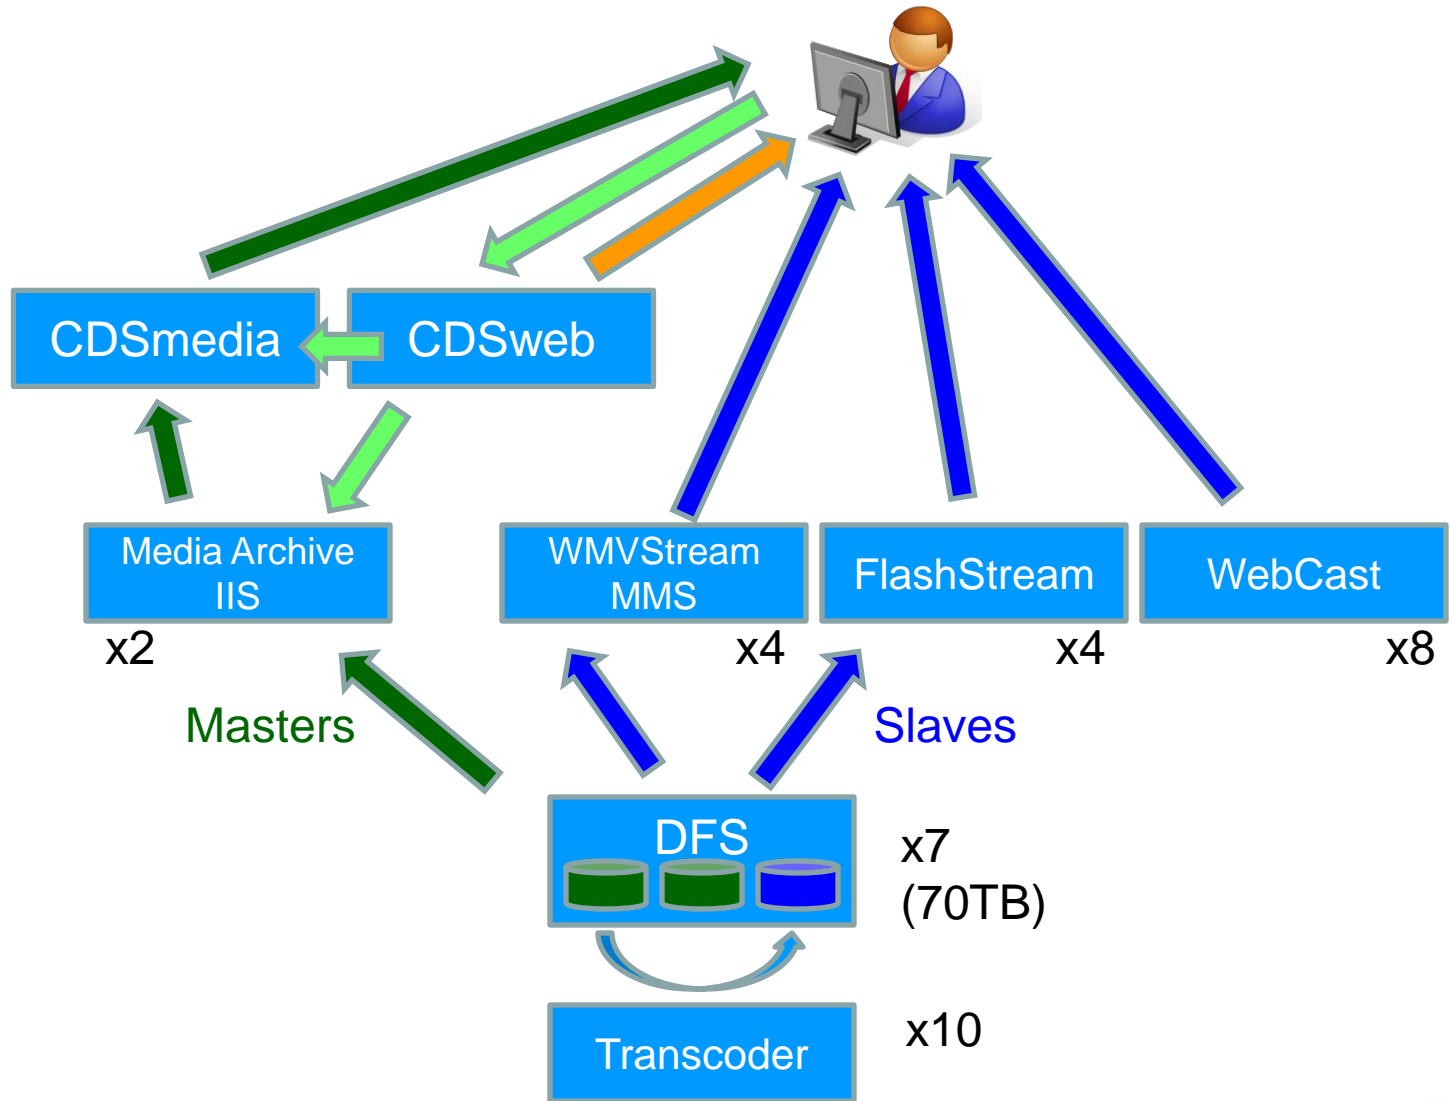 CDSmedia
CDSweb
Media Archive
IIS
WMVStream
MMS
FlashStream
WebCast
x2
x4
x4
x8
Masters
Slaves
DFS
x7
(70TB)
Transcoder
x10